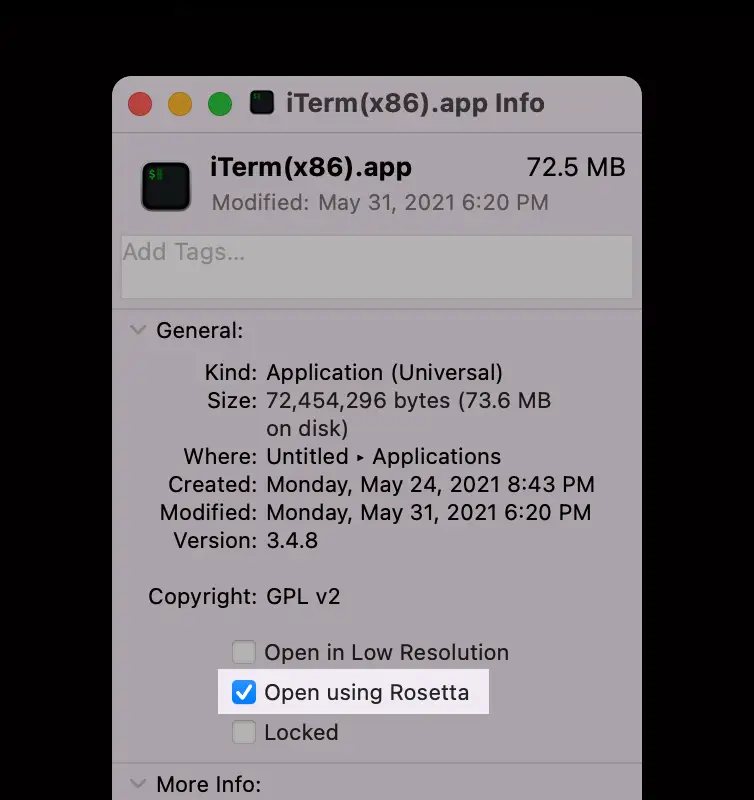 iTerm(x86).app Info
iTerm(x86).app 72.5 MB
Modified: May 31, 2021 6:20 PM
Add Tags...
General:
Kind: Application (Universal)
Size: 72,454,296 bytes (73.6 MB
on disk)
Where: Untitled ▸ Applications
Created: Monday, May 24, 2021 8:43 PM
Modified: Monday, May 31, 2021 6:20 PM
Version: 3.4.8
Copyright: GPL v2
Open in Low Resolution
Open using Rosetta
Locked
More Info: